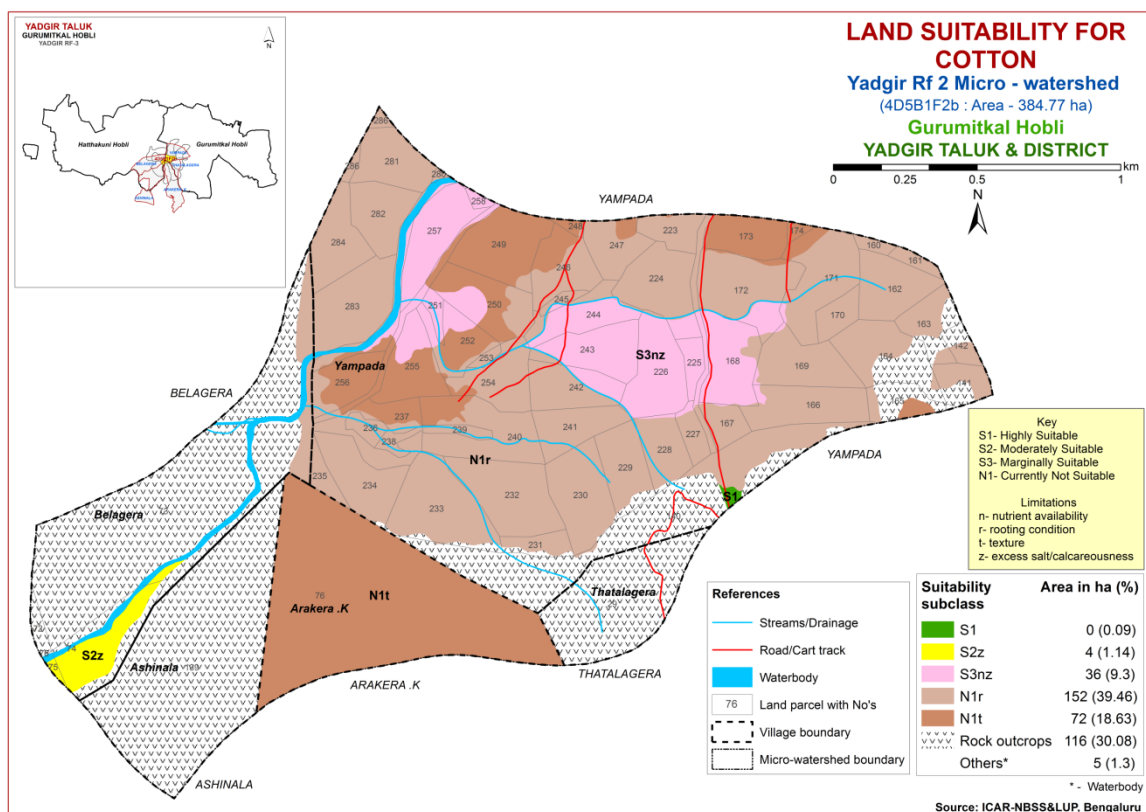 YADGIR TALUK
GURUMITKAL HOBLI
YADGIR RF-3
N
Hatthakuni Hobli
Gurumitkal Hobli
LAND SUITABILITY FOR
COTTON
Yadgir Rf 2 Micro - watershed
(4D5B1F2b : Area - 384.77 ha)
Gurumitkal Hobli
YADGIR TALUK & DISTRICT
km
0 0.25 0.5 1
N
YAMPADA
286
281
286
258
282
257
248
223
173
174
160
284
249
247
161
246
224
171
162
172
283
251
250
245
244
170
163
252
243
S3nz
225
168
142
253
226
164
Yampada
255
169
256
254
242
141
BELAGERA
237
166
165
236
239
240
241
227
167
238
N1r
228
YAMPADA
235
234
229
232
230
S1
233
231
Belagera
N1t
76
Arakera .K
Thatalagera
74
S2z
75
Ashinala
THATALAGERA
ARAKERA .K
ASHINALA
Key
S1- Highly Suitable
S2- Moderately Suitable
S3- Marginally Suitable
N1- Currently Not Suitable
Limitations
n- nutrient availability
r- rooting condition
t- texture
z- excess salt/calcareousness
References
Streams/Drainage
Road/Cart track
Waterbody
76 Land parcel with No's
Village boundary
Micro-watershed boundary
Suitability subclass Area in ha (%)
S1 0 (0.09)
S2z 4 (1.14)
S3nz 36 (9.3)
N1r 152 (39.46)
N1t 72 (18.63)
Rock outcrops 116 (30.08)
Others* 5 (1.3)
* - Waterbody
Source: ICAR-NBSS&LUP, Bengaluru